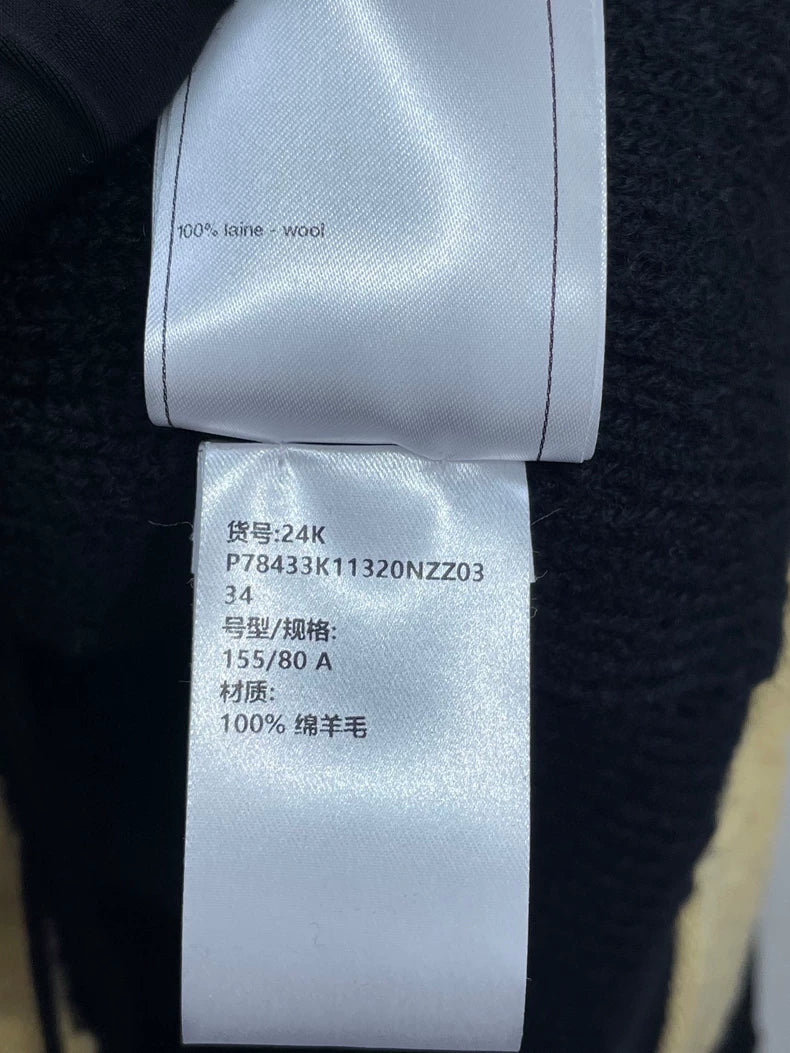 100% laine - wool
货号:24K
P78433K11320NZZ03
34
号型/规格:
155/80 A
材质:
100% 绵羊毛